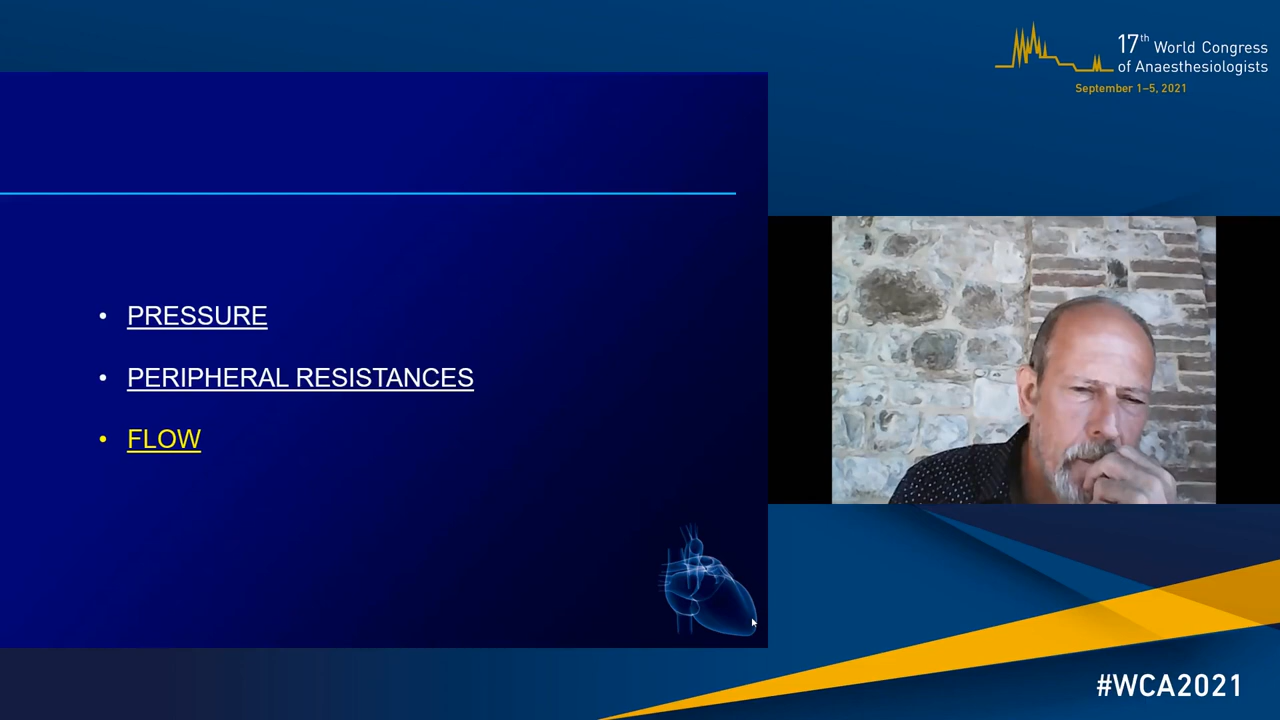 17th World Congress
of Anaesthesiologists
September 1–5, 2021
• PRESSURE
• PERIPHERAL RESISTANCES
• FLOW
#WCA2021